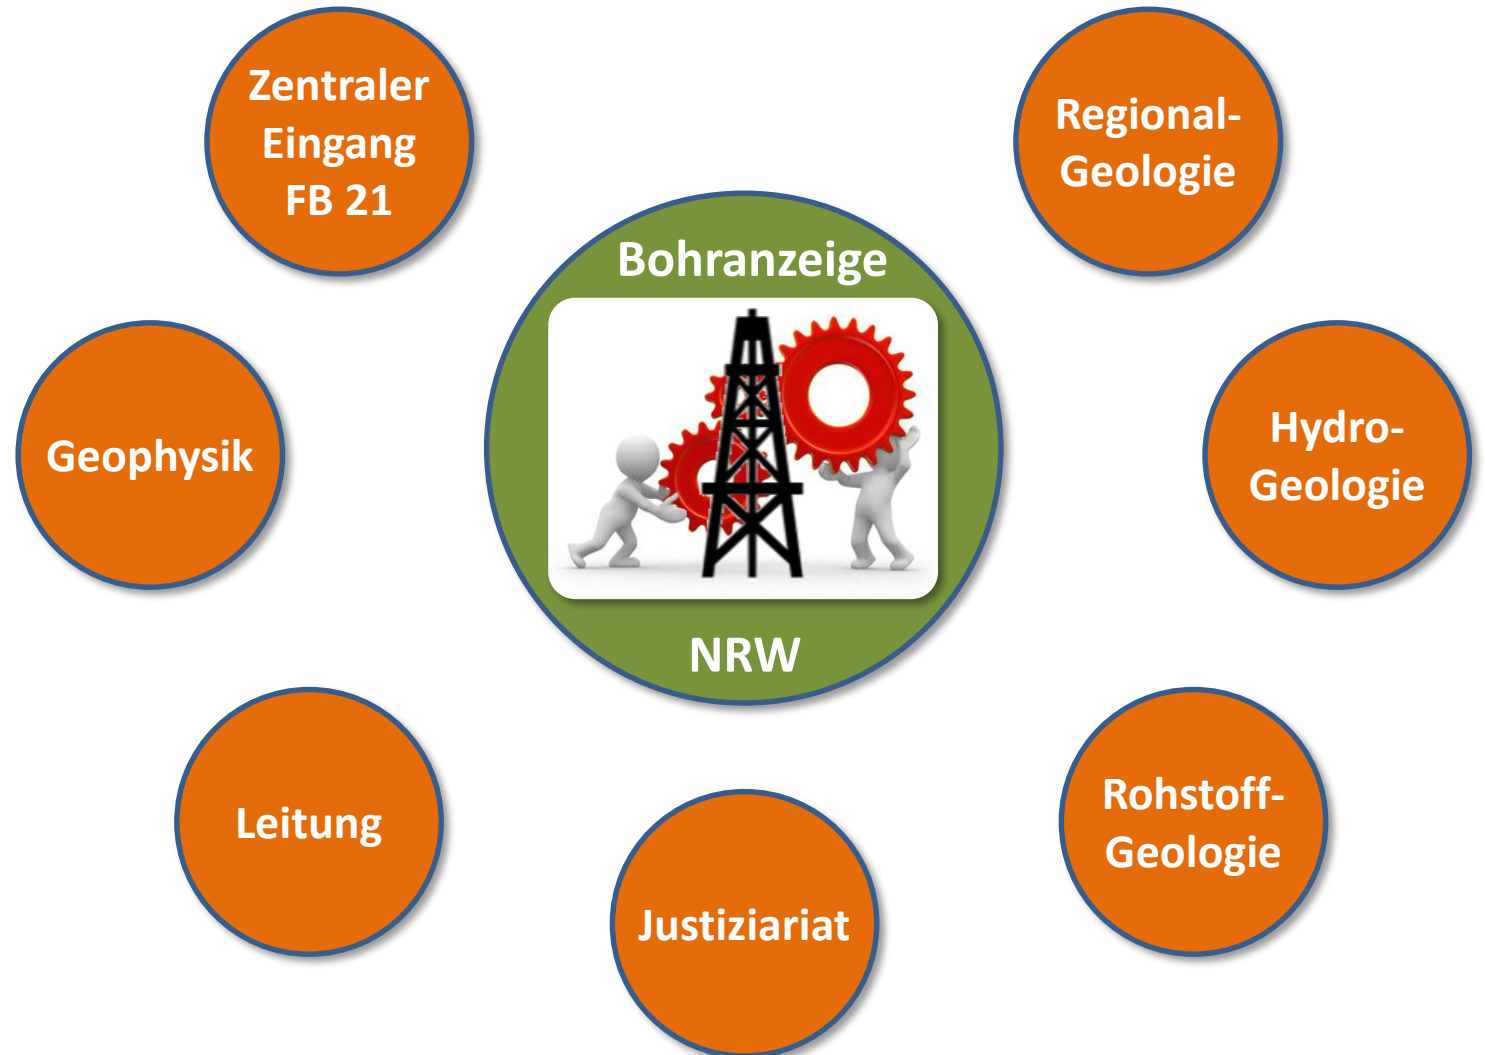 Zentraler
Eingang
FB 21
Regional-
Geologie
Bohranzeige
NRW
Geophysik
Hydro-
Geologie
Leitung
Rohstoff-
Geologie
Justiziariat